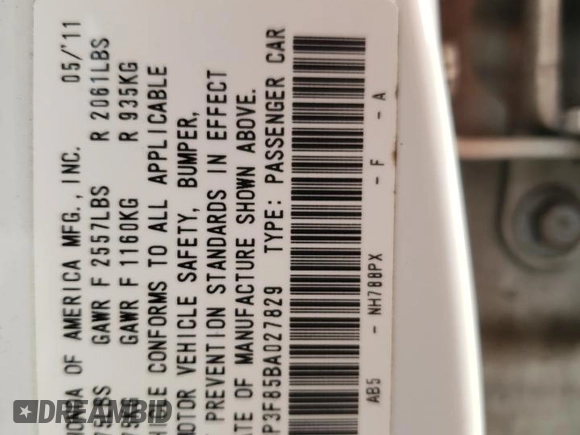 OF AMERICA MFG., INC. 05/'11
GAWR F 2557LBS R 2061LBS
GAWR F 1160KG R 935KG
CONFORMS TO ALL APPLICABLE
MOTOR VEHICLE SAFETY, BUMPER,
PREVENTION STANDARDS IN EFFECT
OF MANUFACTURE SHOWN ABOVE.
P3F85BA027829 TYPE: PASSENGER CAR
AB5 - NH788PX - F - A
DREAMBID